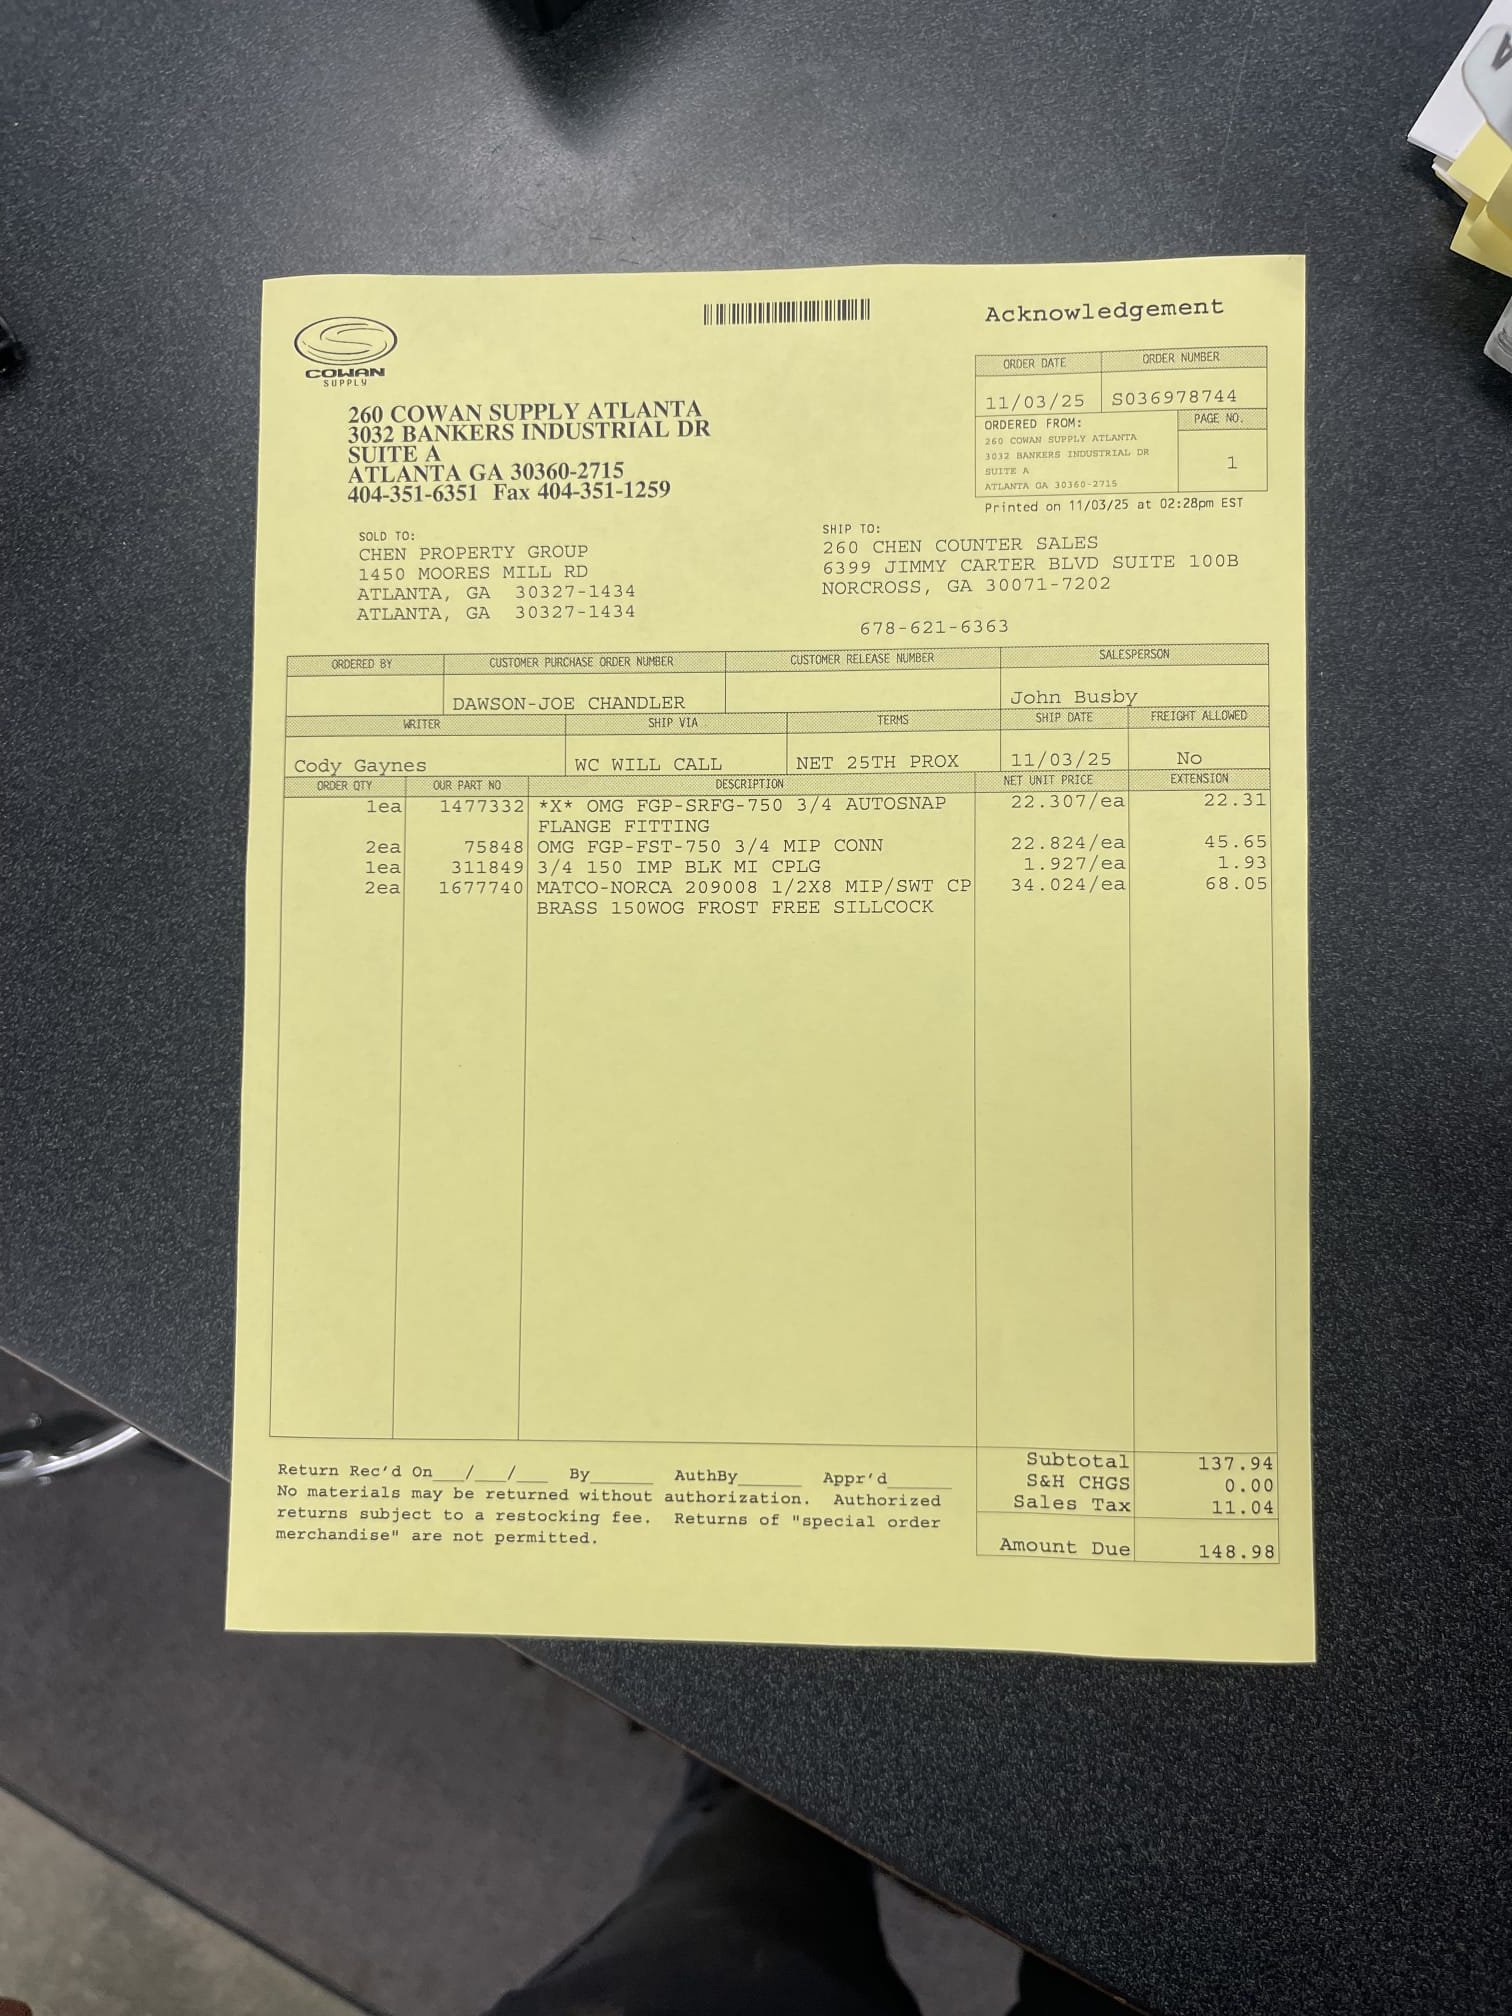 Acknowledgement
COWAN
SUPPLY
260 COWAN SUPPLY ATLANTA
3032 BANKERS INDUSTRIAL DR
SUITE A
ATLANTA GA 30360-2715
404-351-6351 Fax 404-351-1259
ORDER DATE ORDER NUMBER
11/03/25 S036978744
ORDERED FROM: PAGE NO.
260 COWAN SUPPLY ATLANTA
3032 BANKERS INDUSTRIAL DR
SUITE A
ATLANTA GA 30360-2715
1
Printed on 11/03/25 at 02:28pm EST
SOLD TO:
CHEN PROPERTY GROUP
1450 MOORES MILL RD
ATLANTA, GA 30327-1434
ATLANTA, GA 30327-1434
SHIP TO:
260 CHEN COUNTER SALES
6399 JIMMY CARTER BLVD SUITE 100B
NORCROSS, GA 30071-7202
678-621-6363
ORDERED BY CUSTOMER PURCHASE ORDER NUMBER CUSTOMER RELEASE NUMBER SALESPERSON
DAWSON-JOE CHANDLER John Busby
WRITER SHIP VIA TERMS SHIP DATE FREIGHT ALLOWED
Cody Gaynes WC WILL CALL NET 25TH PROX 11/03/25 No
ORDER QTY OUR PART NO DESCRIPTION NET UNIT PRICE EXTENSION
1ea 1477332 *X* OMG FGP-SRFG-750 3/4 AUTOSNAP 22.307/ea 22.31
FLANGE FITTING
2ea 75848 OMG FGP-FST-750 3/4 MIP CONN 22.824/ea 45.65
1ea 311849 3/4 150 IMP BLK MI CPLG 1.927/ea 1.93
2ea 1677740 MATCO-NORCA 209008 1/2X8 MIP/SWT CP 34.024/ea 68.05
BRASS 150WOG FROST FREE SILLCOCK
Return Rec'd On___/___/___ By______ AuthBy______ Appr'd______
No materials may be returned without authorization. Authorized
returns subject to a restocking fee. Returns of "special order
merchandise" are not permitted.
Subtotal 137.94
S&H CHGS 0.00
Sales Tax 11.04
Amount Due 148.98